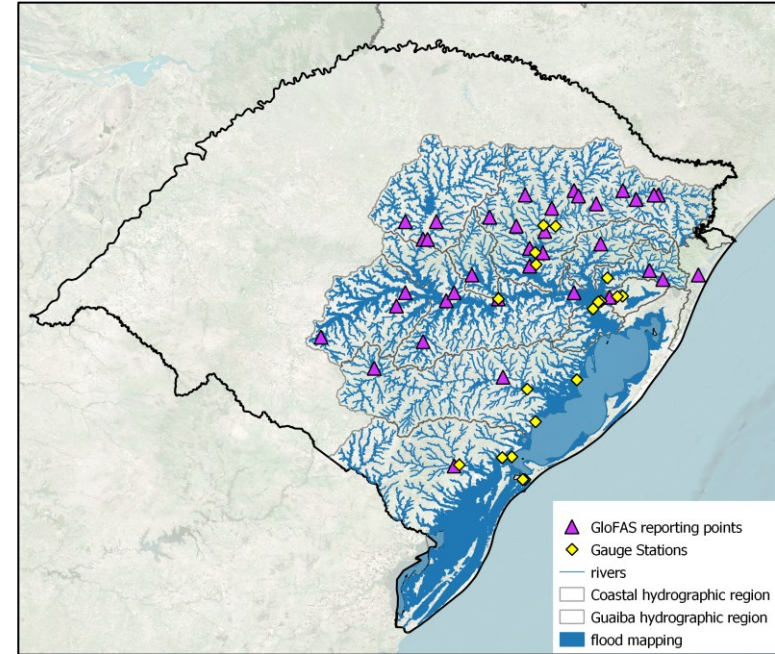 GloFAS reporting points
Gauge Stations
rivers
Coastal hydrographic region
Guaiba hydrographic region
flood mapping